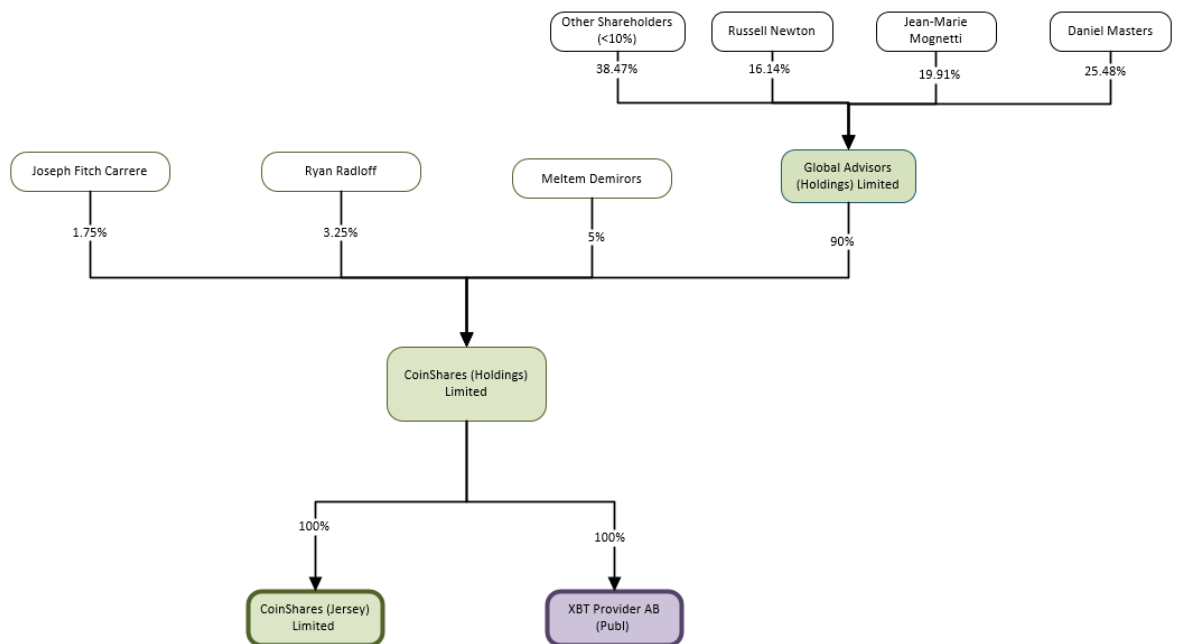 Other Shareholders
(<10%)
Russell Newton
Jean-Marie
Mognetti
Daniel Masters
38.47%
16.14%
19.91%
25.48%
Joseph Fitch Carrere
Ryan Radloff
Meltem Demirors
Global Advisors
(Holdings) Limited
1.75%
3.25%
5%
90%
CoinShares (Holdings)
Limited
100%
100%
CoinShares (Jersey)
Limited
XBT Provider AB
(Publ)